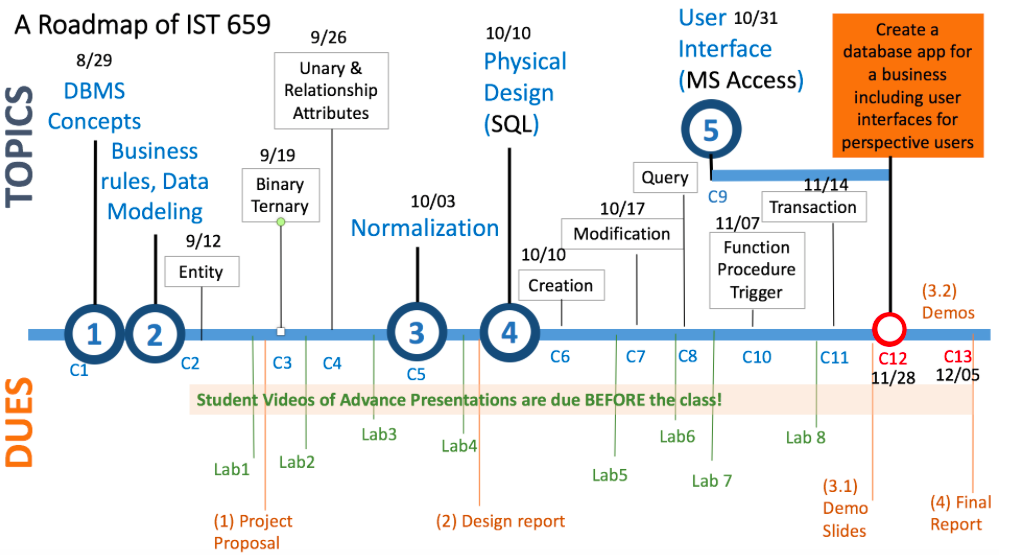 A Roadmap of IST 659
TOPICS
8/29
DBMS
Concepts
Business
rules, Data
Modeling
9/12
Entity
9/19
Binary
Ternary
9/26
Unary &
Relationship
Attributes
10/03
Normalization
10/10
Physical
Design
(SQL)
10/10
Creation
10/17
Modification
Query
User 10/31
Interface
(MS Access)
5
C9
11/07
Function
Procedure
Trigger
11/14
Transaction
Create a
database app for
a business
including user
interfaces for
perspective users
(3.2)
Demos
1
2
3
4
C1
C2
C3
C4
C5
C6
C7
C8
C10
C11
C12
11/28
C13
12/05
DUES
Student Videos of Advance Presentations are due BEFORE the class!
Lab1
Lab2
Lab3
Lab4
Lab5
Lab6
Lab 7
Lab 8
(1) Project
Proposal
(2) Design report
(3.1)
Demo
Slides
(4) Final
Report